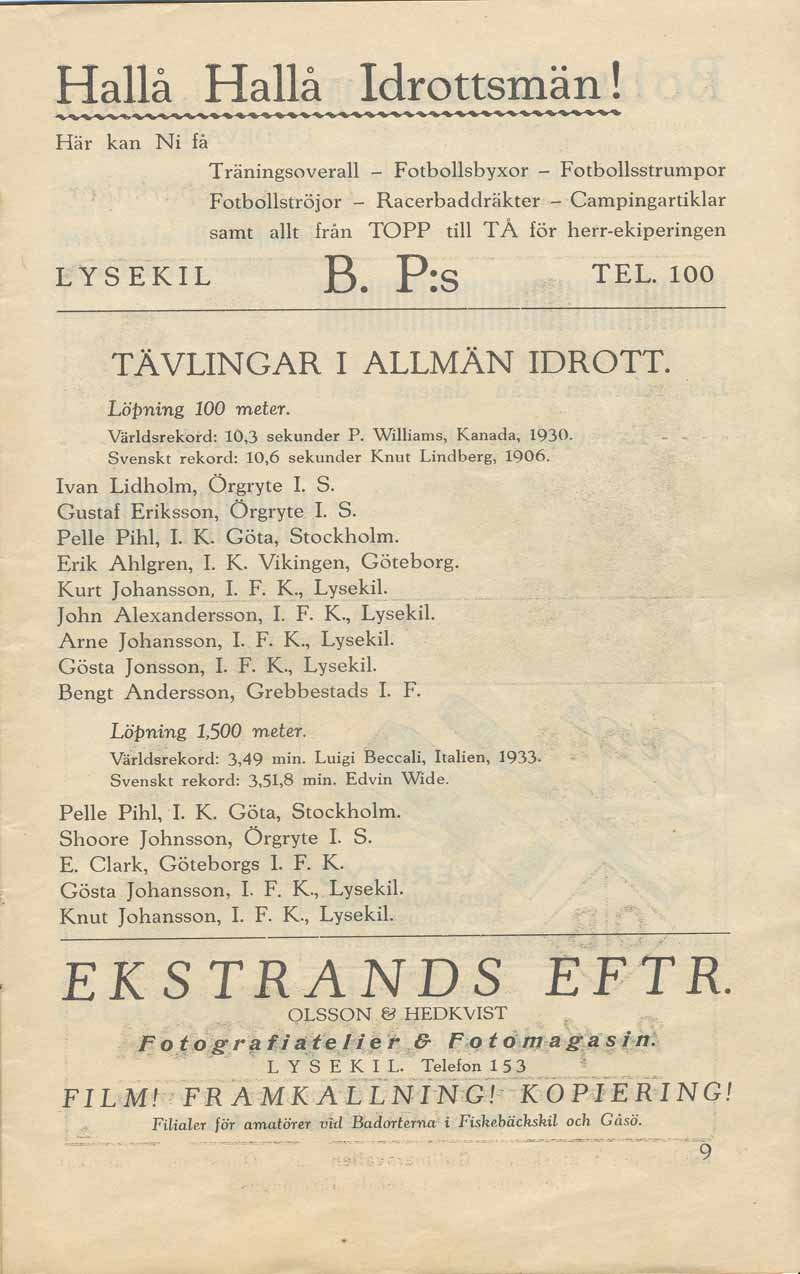 Hallå Hallå Idrottsmän!
Här kan Ni få
Träningsoverall – Fotbollsbyxor – Fotbollsstrumpor
Fotbollströjor – Racerbaddräkter – Campingartiklar
samt allt från TOPP till TÅ för herr-ekiperingen
LYSEKIL B. P:s TEL. 100
TÄVLINGAR I ALLMÄN IDROTT.
Löpning 100 meter.
Världsrekord: 10,3 sekunder P. Williams, Kanada, 1930.
Svenskt rekord: 10,6 sekunder Knut Lindberg, 1906.
Ivan Lidholm, Örgryte I. S.
Gustaf Eriksson, Örgryte I. S.
Pelle Pihl, I. K. Göta, Stockholm.
Erik Ahlgren, I. K. Vikingen, Göteborg.
Kurt Johansson, I. F. K., Lysekil.
John Alexandersson, I. F. K., Lysekil.
Arne Johansson, I. F. K., Lysekil.
Gösta Jonsson, I. F. K., Lysekil.
Bengt Andersson, Grebbestads I. F.
Löpning 1,500 meter.
Världsrekord: 3,49 min. Luigi Beccali, Italien, 1933.
Svenskt rekord: 3,51,8 min. Edvin Wide.
Pelle Pihl, I. K. Göta, Stockholm.
Shoore Johnsson, Örgryte I. S.
E. Clark, Göteborgs I. F. K.
Gösta Johansson, I. F. K., Lysekil.
Knut Johansson, I. F. K., Lysekil.
EKSTRANDS EFTR.
OLSSON & HEDKVIST
Fotografiatelier & Fotomagasin.
LYSEKIL. Telefon 153
FILM! FRAMKALLNING! KOPIERING!
Filialer för amatörer vid Badorterna i Fiskebäckskil och Gåsö.
9